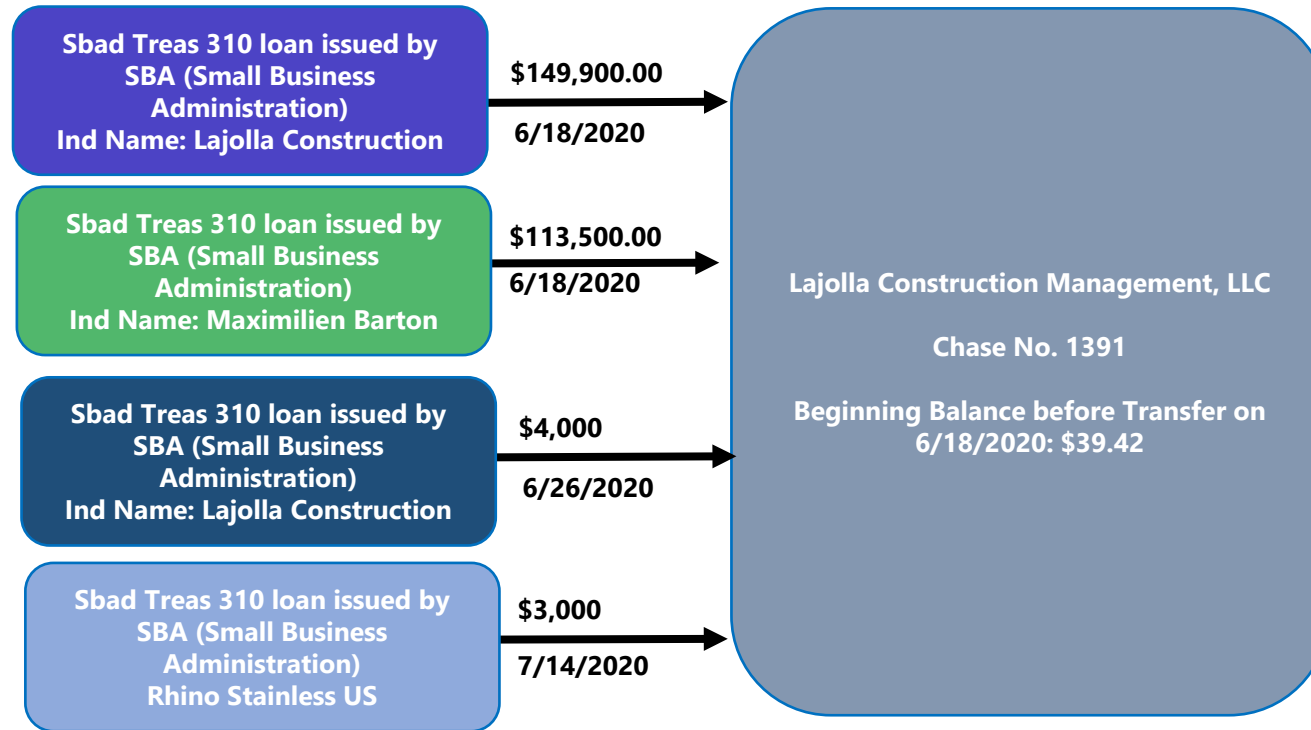 Sbad Treas 310 loan issued by
SBA (Small Business
Administration)
Ind Name: Lajolla Construction
$149,900.00
6/18/2020
Sbad Treas 310 loan issued by
SBA (Small Business
Administration)
Ind Name: Maximilien Barton
$113,500.00
6/18/2020
Sbad Treas 310 loan issued by
SBA (Small Business
Administration)
Ind Name: Lajolla Construction
$4,000
6/26/2020
Sbad Treas 310 loan issued by
SBA (Small Business
Administration)
Rhino Stainless US
$3,000
7/14/2020
Lajolla Construction Management, LLC
Chase No. 1391
Beginning Balance before Transfer on
6/18/2020: $39.42